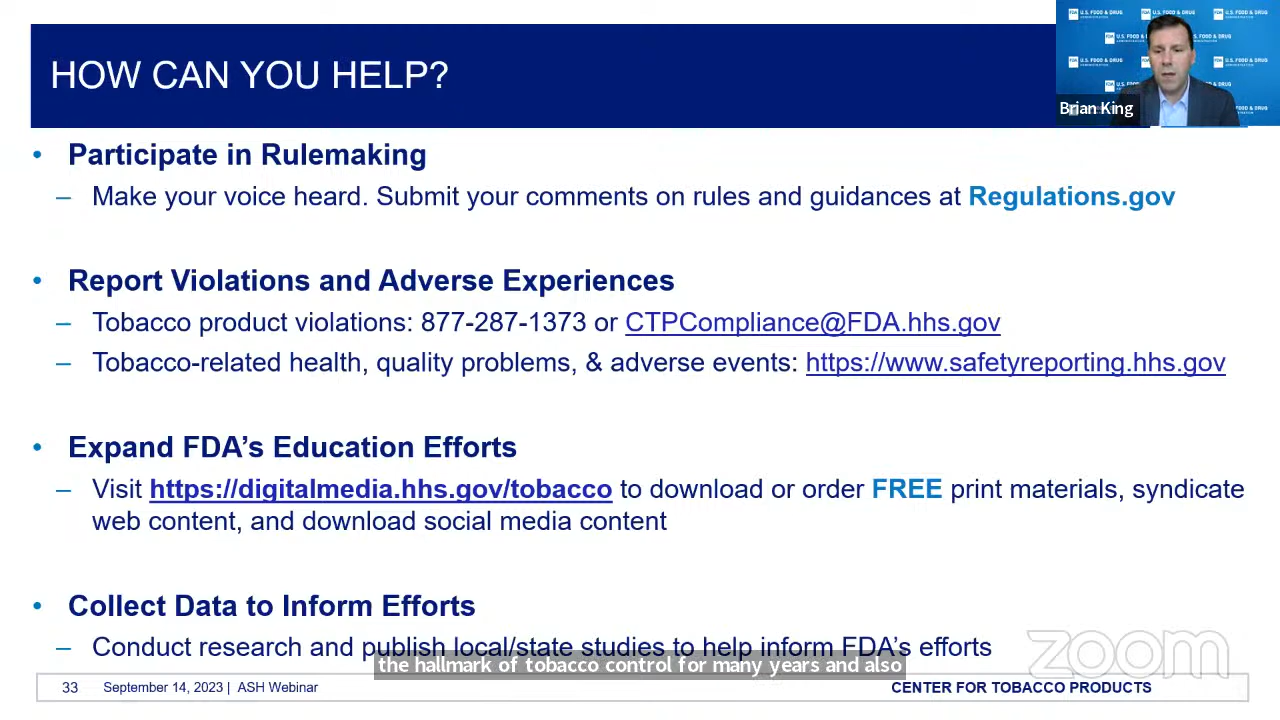 HOW CAN YOU HELP?
FDA U.S. FOOD & DRUG ADMINISTRATION
Brian King
• Participate in Rulemaking
– Make your voice heard. Submit your comments on rules and guidances at Regulations.gov
• Report Violations and Adverse Experiences
– Tobacco product violations: 877-287-1373 or CTPCompliance@FDA.hhs.gov
– Tobacco-related health, quality problems, & adverse events: https://www.safetyreporting.hhs.gov
• Expand FDA’s Education Efforts
– Visit https://digitalmedia.hhs.gov/tobacco to download or order FREE print materials, syndicate
web content, and download social media content
• Collect Data to Inform Efforts
– Conduct research and publish local/state studies to help inform FDA’s efforts
the hallmark of tobacco control for many years and also
zoom
33 September 14, 2023 | ASH Webinar
CENTER FOR TOBACCO PRODUCTS